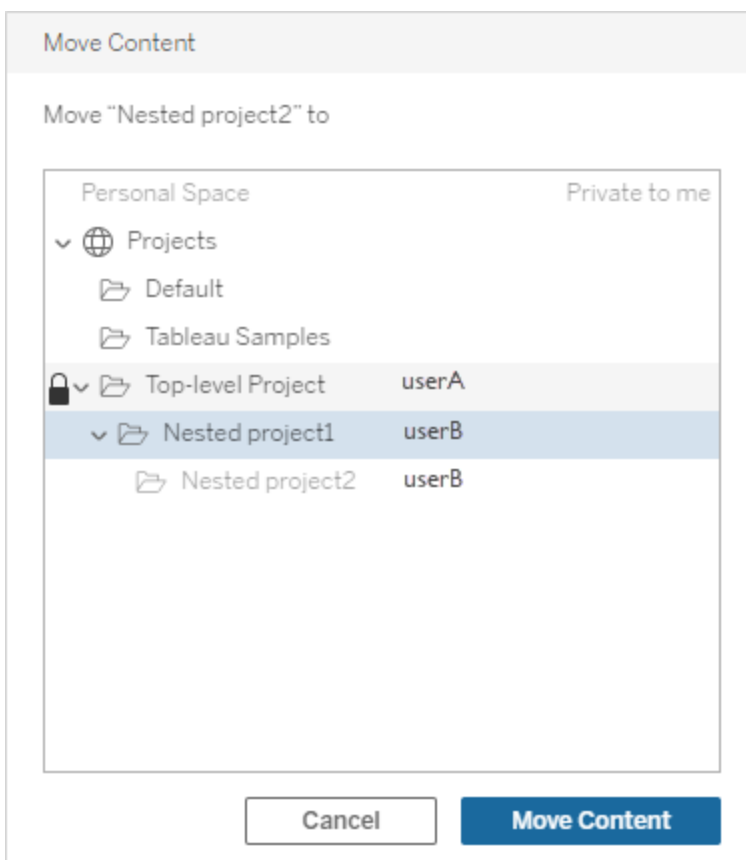 Move Content
Move “Nested project2” to
Personal Space Private to me
Projects
Default
Tableau Samples
Top-level Project userA
Nested project1 userB
Nested project2 userB
Cancel Move Content